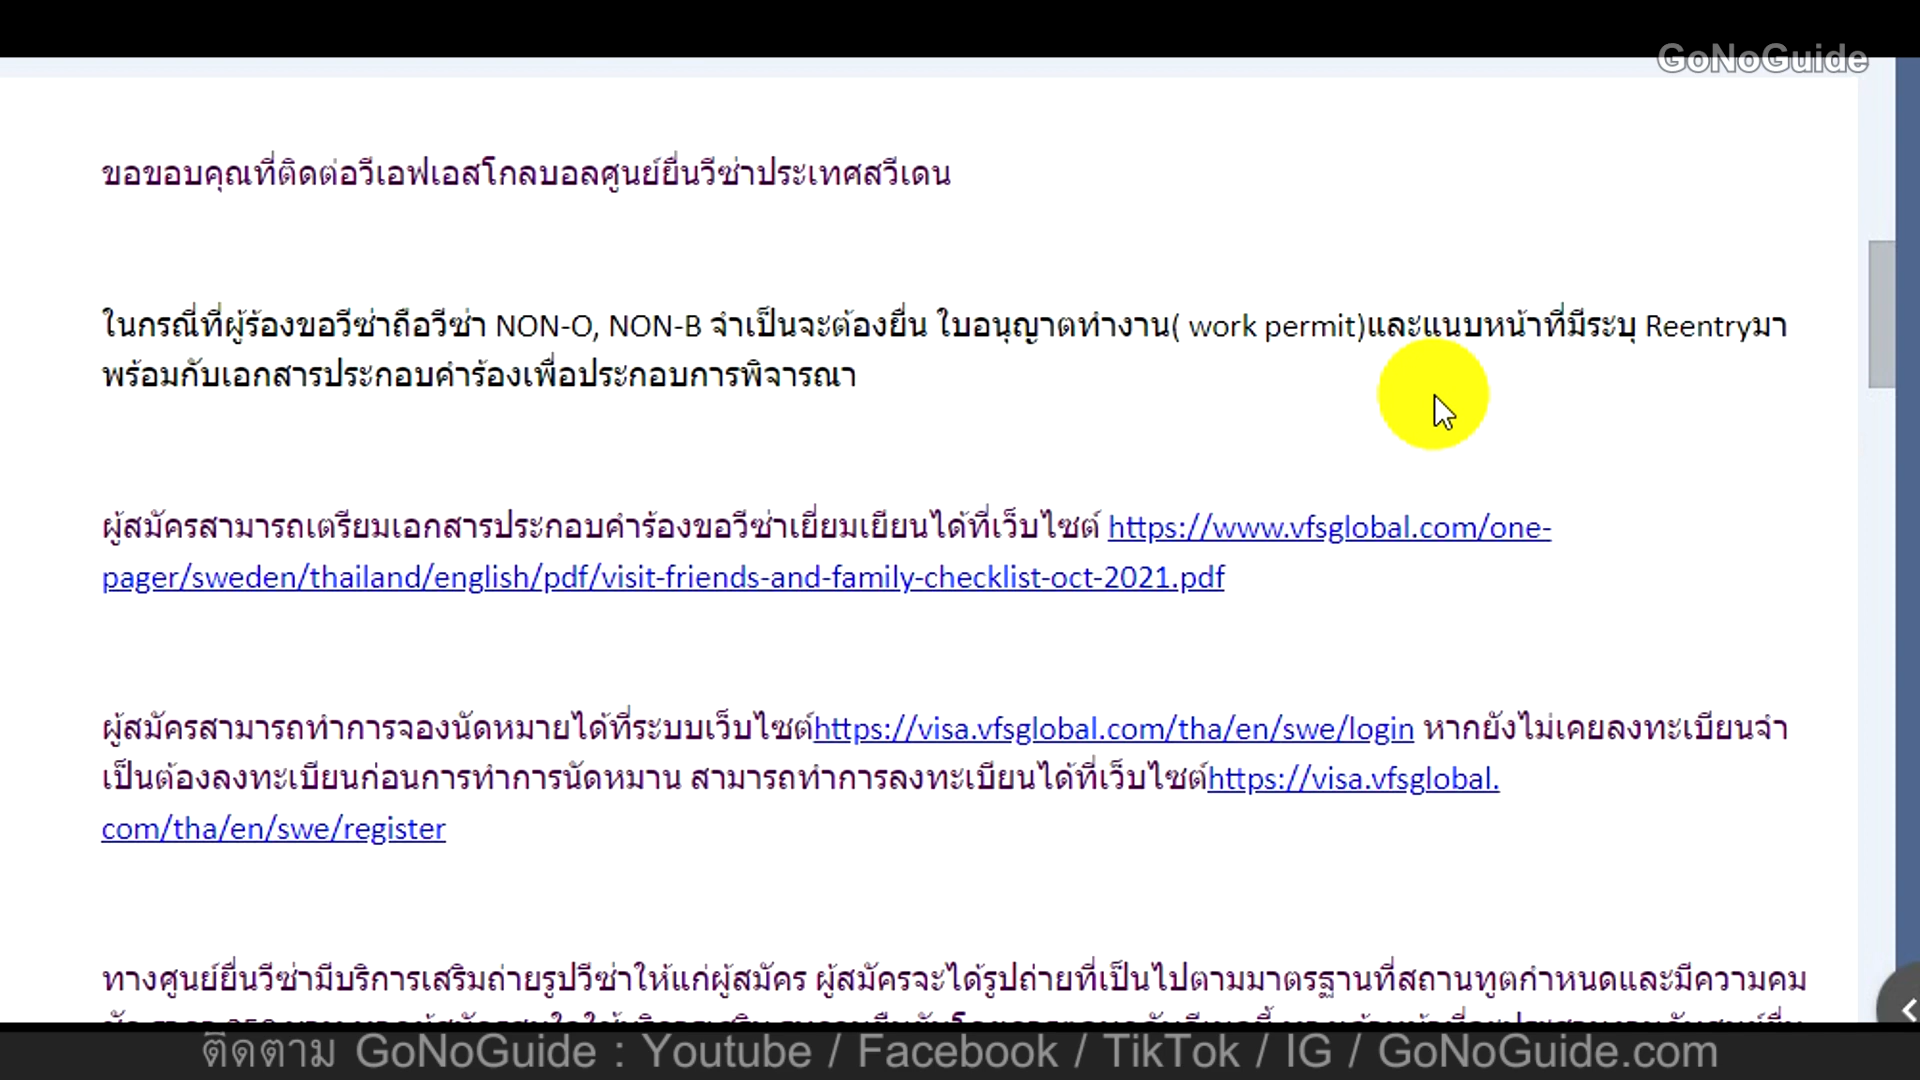 GoNoGuide
ขอขอบคุณที่ติดต่อวีเอฟเอสโกลบอลศูนย์ยื่นวีซ่าประเทศสวีเดน
ในกรณี่ที่ผู้ร้องขอวีซ่าถือวีซ่า NON-O, NON-B จำเป็นจะต้องยื่น ใบอนุญาตทำงาน( work permit)และแนบหน้าที่มีระบุ Reentryมา
พร้อมกับเอกสารประกอบคำร้องเพื่อประกอบการพิจารณา
ผู้สมัครสามารถเตรียมเอกสารประกอบคำร้องขอวีซ่าเยี่ยมเยียนได้ที่เว็บไซต์ https://www.vfsglobal.com/one-
pager/sweden/thailand/english/pdf/visit-friends-and-family-checklist-oct-2021.pdf
ผู้สมัครสามารถทำการจองนัดหมายได้ที่ระบบเว็บไซต์https://visa.vfsglobal.com/tha/en/swe/login หากยังไม่เคยลงทะเบียนจำ
เป็นต้องลงทะเบียนก่อนการทำการนัดหมาน สามารถทำการลงทะเบียนได้ที่เว็บไซต์https://visa.vfsglobal.
com/tha/en/swe/register
ทางศูนย์ยื่นวีซ่ามีบริการเสริมถ่ายรูปวีซ่าให้แก่ผู้สมัคร ผู้สมัครจะได้รูปถ่ายที่เป็นไปตามมาตรฐานที่สถานทูตกำหนดและมีความคม
ติดตาม GoNoGuide : Youtube / Facebook / TikTok / IG / GoNoGuide.com